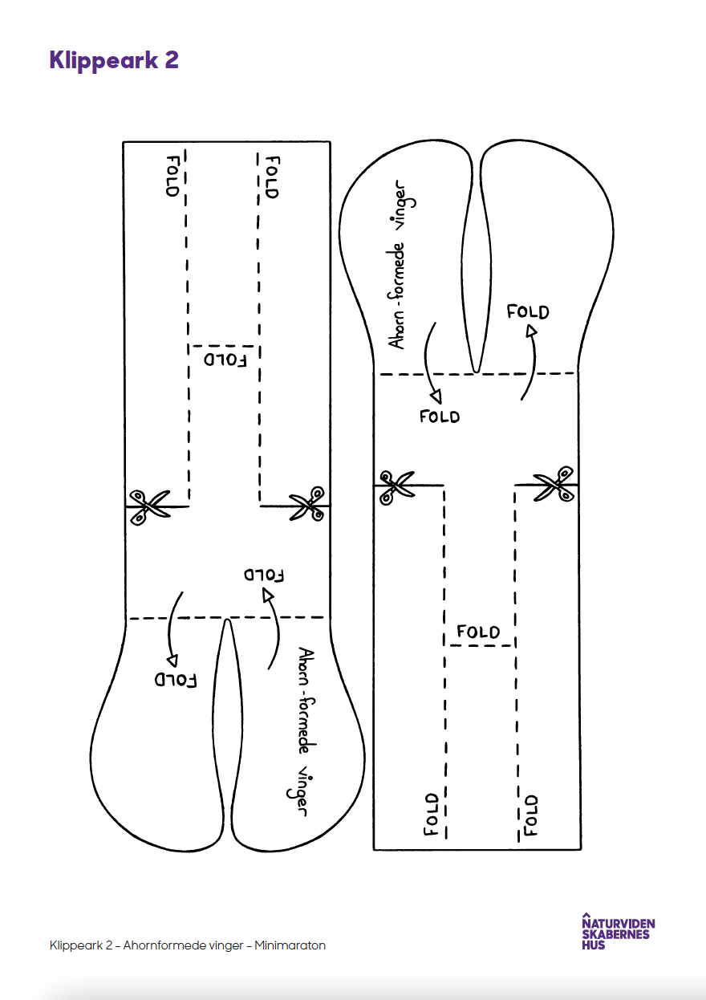 Klippeark 2
FOLD
FOLD
FOLD
FOLD
FOLD
Ahorn-formede vinger
Ahorn-formede vinger
FOLD
FOLD
FOLD
FOLD
FOLD
Klippeark 2 – Ahornformede vinger – Minimaraton
NATURVIDEN
SKABERNES
HUS